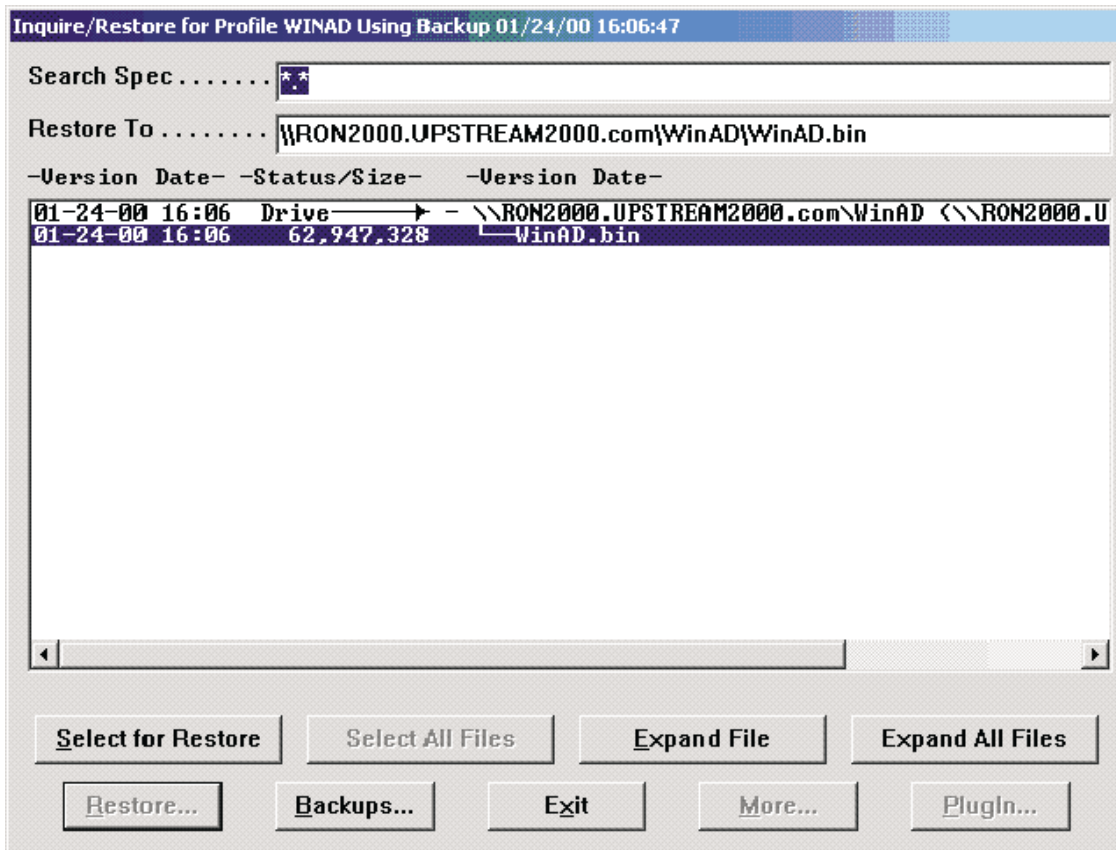 Inquire/Restore for Profile WINAD Using Backup 01/24/00 16:06:47
Search Spec....... *.*
Restore To........ \\RON2000.UPSTREAM2000.com\WinAD\WinAD.bin
-Version Date- -Status/Size- -Version Date-
01-24-00 16:06 Drive - \\RON2000.UPSTREAM2000.com\WinAD (\\RON2000.U
01-24-00 16:06 62,947,328 WinAD.bin
Select for Restore Select All Files Expand File Expand All Files
Restore... Backups... Exit More... PlugIn...